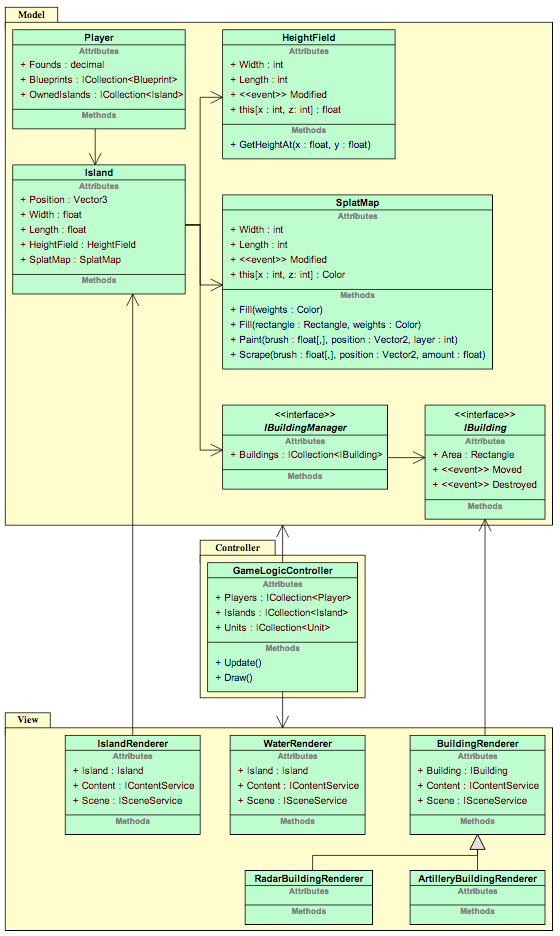 Model
Player
Attributes
+ Founds : decimal
+ Blueprints : ICollection<Blueprint>
+ OwnedIslands : ICollection<Island>
Methods
HeightField
Attributes
+ Width : int
+ Length : int
+ <<event>> Modified
+ this[x : int, z: int] : float
Methods
+ GetHeightAt(x : float, y : float)
Island
Attributes
+ Position : Vector3
+ Width : float
+ Length : float
+ HeightField : HeightField
+ SplatMap : SplatMap
Methods
SplatMap
Attributes
+ Width : int
+ Length : int
+ <<event>> Modified
+ this[x : int, z: int] : Color
Methods
+ Fill(weights : Color)
+ Fill(rectangle : Rectangle, weights : Color)
+ Paint(brush : float[,], position : Vector2, layer : int)
+ Scrape(brush : float[,], position : Vector2, amount : float)
<<interface>>
IBuildingManager
Attributes
+ Buildings : ICollection<IBuilding>
Methods
<<interface>>
IBuilding
Attributes
+ Area : Rectangle
+ <<event>> Moved
+ <<event>> Destroyed
Methods
Controller
GameLogicController
Attributes
+ Players : ICollection<Player>
+ Islands : ICollection<Island>
+ Units : ICollection<Unit>
Methods
+ Update()
+ Draw()
View
IslandRenderer
Attributes
+ Island : Island
+ Content : IContentService
+ Scene : ISceneService
Methods
WaterRenderer
Attributes
+ Island : Island
+ Content : IContentService
+ Scene : ISceneService
Methods
BuildingRenderer
Attributes
+ Building : IBuilding
+ Content : IContentService
+ Scene : ISceneService
Methods
RadarBuildingRenderer
Attributes
Methods
ArtilleryBuildingRenderer
Attributes
Methods